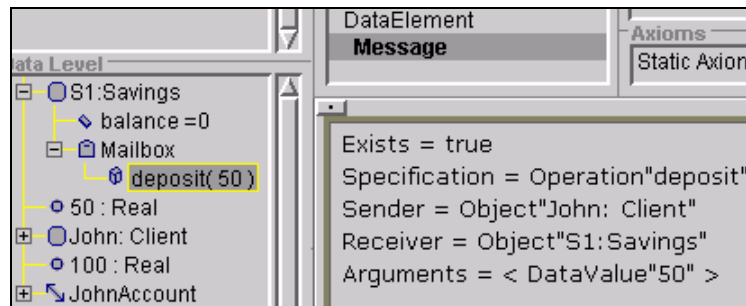 DataElement
Message
Axioms
Static Axion
ata Level
S1:Savings
balance =0
Mailbox
deposit( 50 )
50 : Real
John: Client
100 : Real
JohnAccount
Exists = true
Specification = Operation"deposit"
Sender = Object"John: Client"
Receiver = Object"S1:Savings"
Arguments = < DataValue"50" >